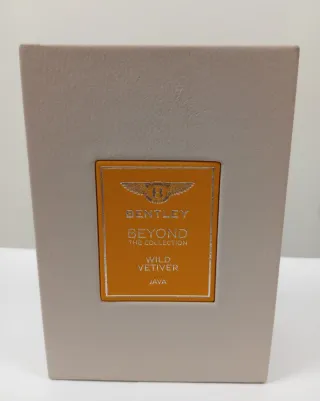 B
BENTLEY
BEYOND
THE COLLECTION
WILD
VETIVER
JAVA